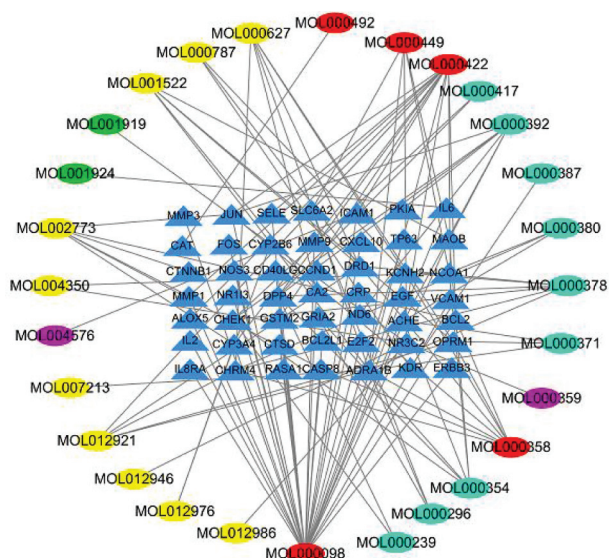 MOL000492
MOL000627
MOL000449
MOL000787
MOL000422
MOL001522
MOL000417
MOL001919
MOL000392
MOL001924
MOL000387
MMP3 JUN SELE SLC6A2 ICAM1 PKIA IL6
MOL002773
MOL000380
CAT FOS CYP2B6 MMP9 CXCL10 TP63 MAOB
CTNNB1 NOS3 CD40LG CCND1 DRD1 KCNH2 NCOA1
MOL004350
MOL000378
MMP1 NR1I3 DPP4 CA2 CRP EGF VCAM1
ALOX5 CHEK1 GSTM2 GRIA2 ND6 ACHE BCL2
MOL004576
MOL000371
IL2 CYP3A4 CTSD BCL2L1 E2F2 NR3C2 OPRM1
IL6RA CHRM4 RASA1 CASP8 ADRA1B KDR ERBB3
MOL007213
MOL000359
MOL012921
MOL000358
MOL012946
MOL000354
MOL012976
MOL000296
MOL012986
MOL000239
MOL000098